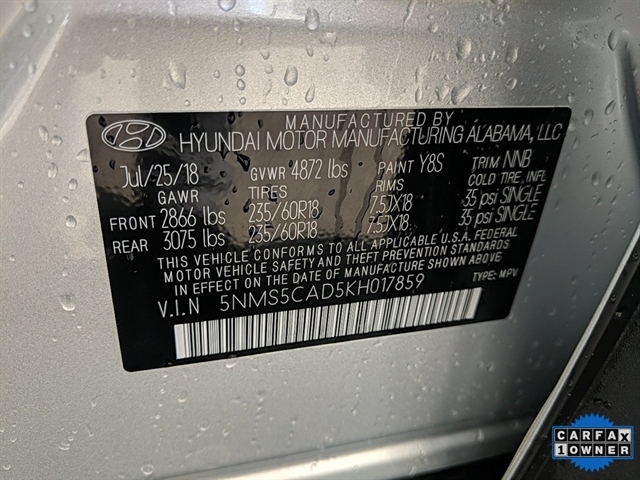 MANUFACTURED BY
HYUNDAI MOTOR MANUFACTURING ALABAMA, LLC
Jul/25/18 GVWR 4872 lbs PAINT Y8S TRIM NNB
GAWR TIRES RIMS COLD TIRE, INFL
FRONT 2866 lbs 235/60R18 7.5JX18 35 psi SINGLE
REAR 3075 lbs 235/60R18 7.5JX18 35 psi SINGLE
THIS VEHICLE CONFORMS TO ALL APPLICABLE U.S.A. FEDERAL
MOTOR VEHICLE SAFETY AND THEFT PREVENTION STANDARDS
IN EFFECT ON THE DATE OF MANUFACTURE SHOWN ABOVE
V.I.N 5NMS5CAD5KH017859 TYPE: MPV
CARFAX
1 OWNER